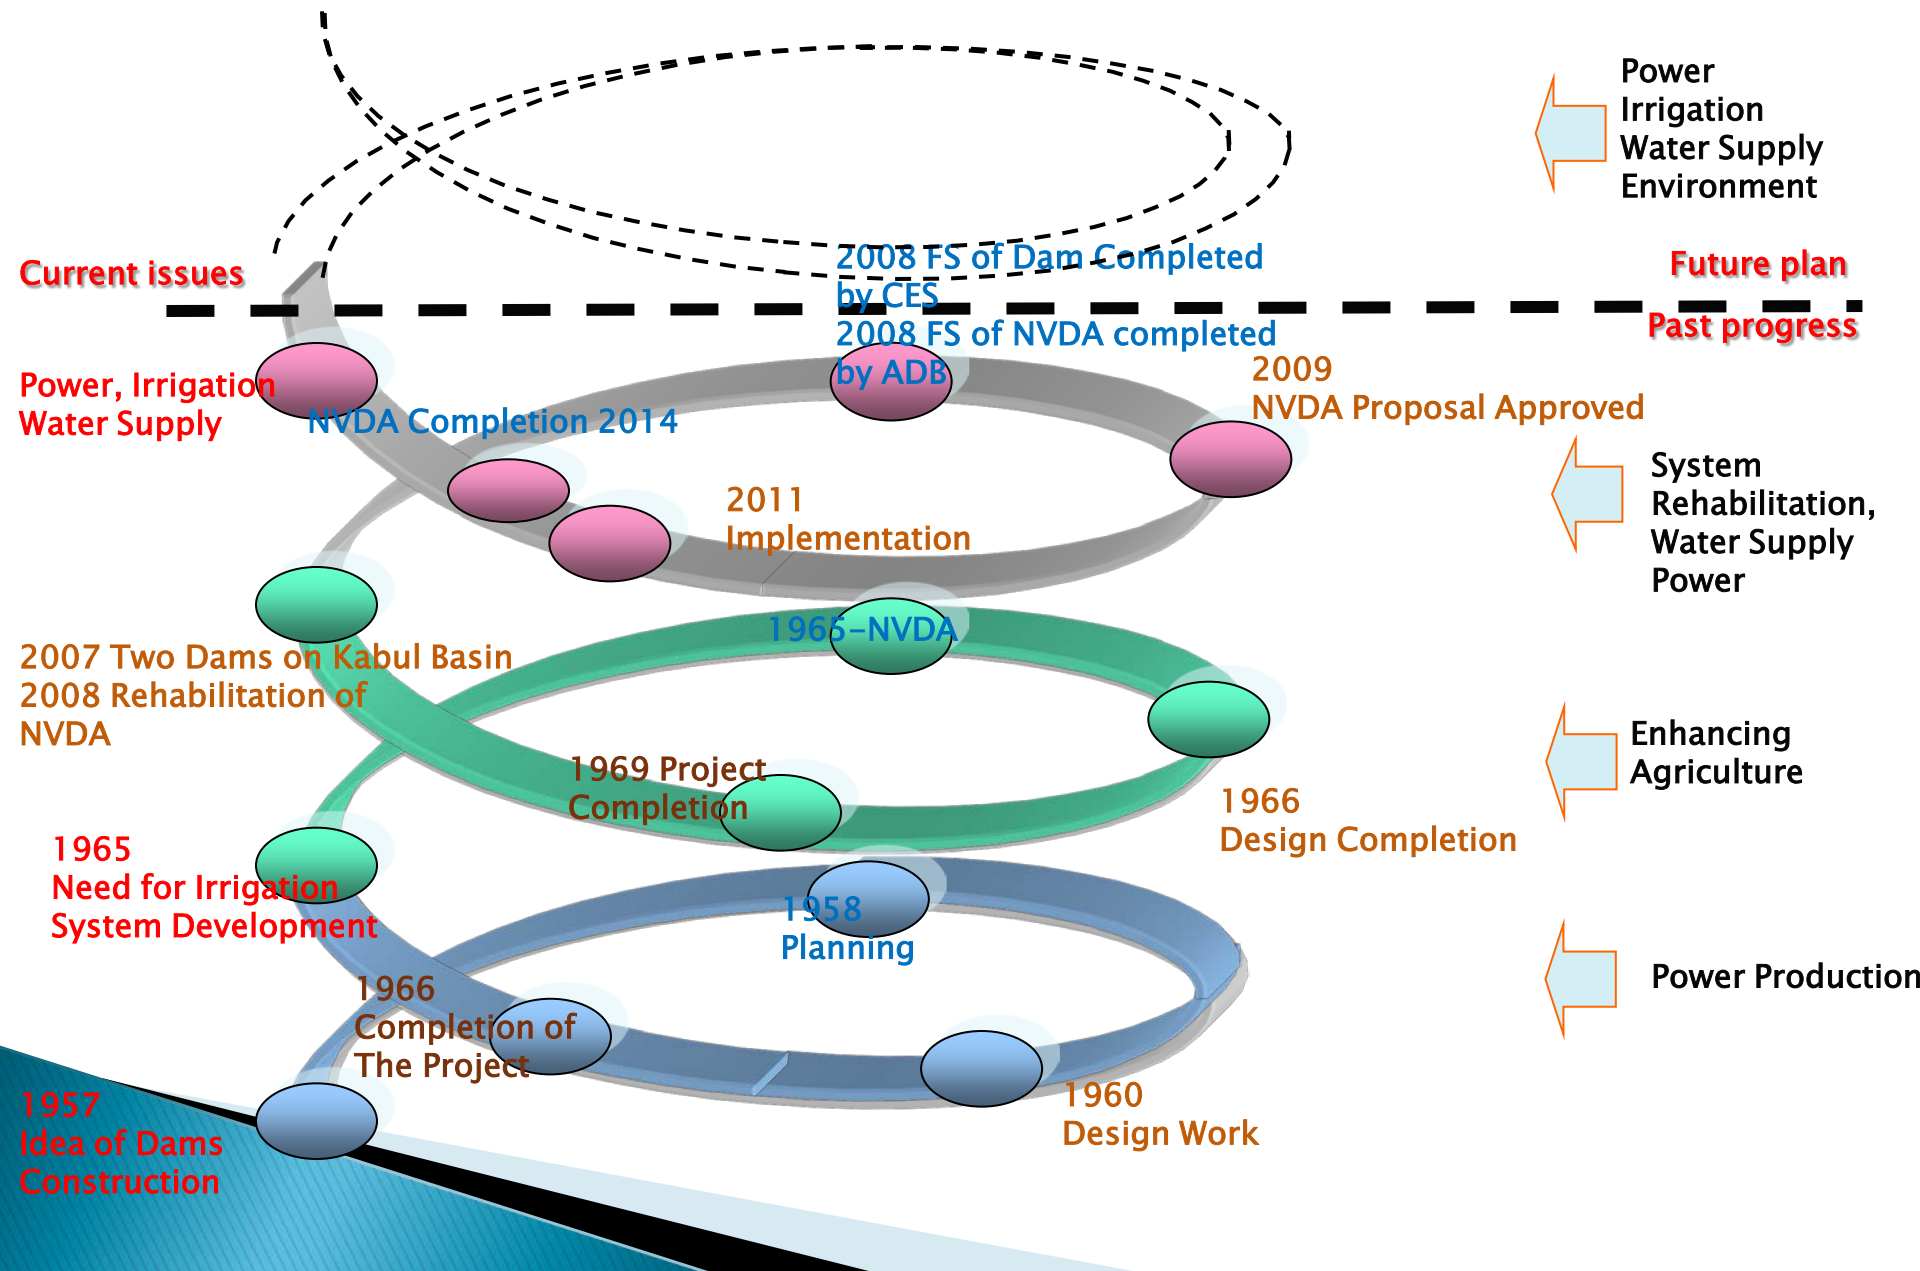 Power
Irrigation
Water Supply
Environment
Current issues
2008 FS of Dam Completed
by CES
2008 FS of NVDA completed
by ADB
Future plan
Past progress
Power, Irrigation
Water Supply
NVDA Completion 2014
2009
NVDA Proposal Approved
2011
Implementation
System
Rehabilitation,
Water Supply
Power
2007 Two Dams on Kabul Basin
2008 Rehabilitation of
NVDA
1965-NVDA
1969 Project
Completion
1966
Design Completion
Enhancing
Agriculture
1965
Need for Irrigation
System Development
1958
Planning
1966
Completion of
The Project
Power Production
1957
Idea of Dams
Construction
1960
Design Work